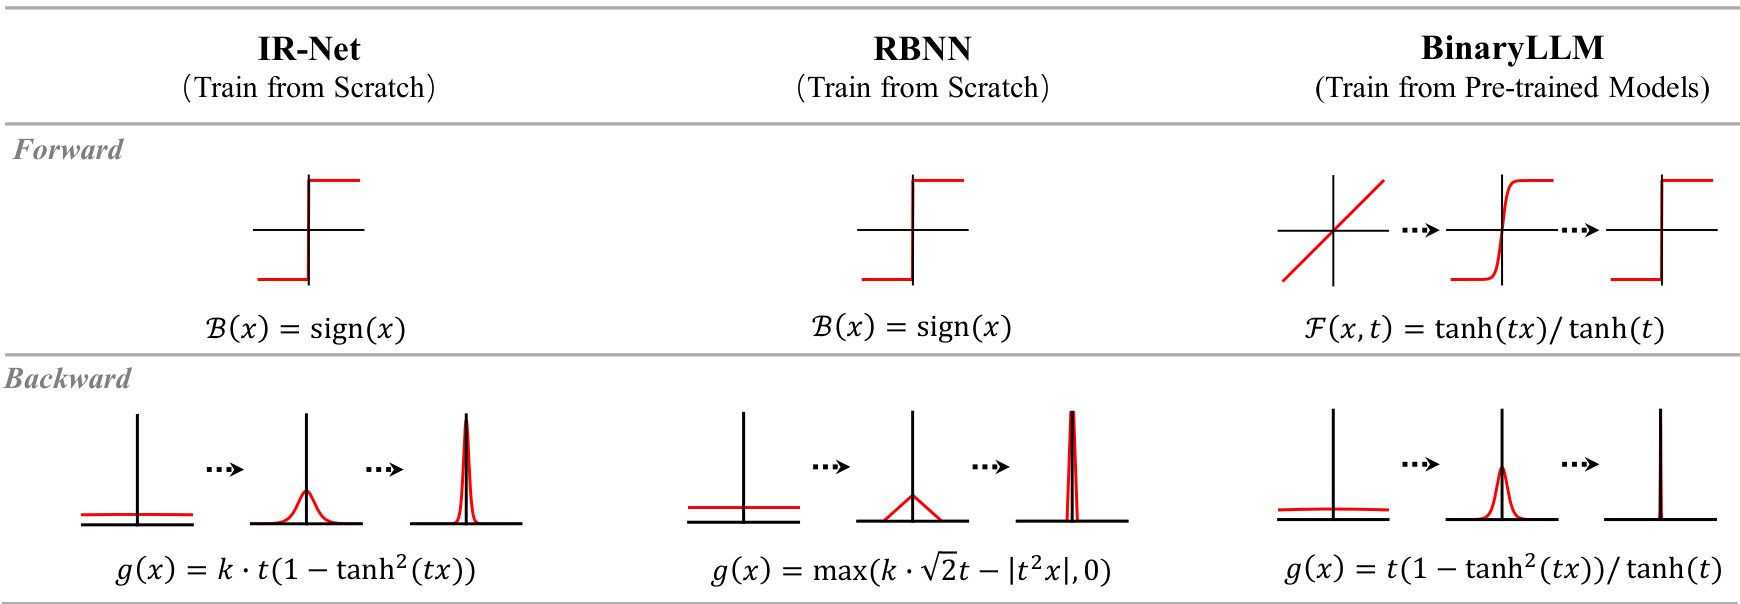 IR-Net RBNN BinaryLLM
(Train from Scratch) (Train from Scratch) (Train from Pre-trained Models)
Forward
ℬ(x) = sign(x) ℬ(x) = sign(x) ℱ(x, t) = tanh(tx)/ tanh(t)
Backward
g(x) = k · t(1 − tanh²(tx)) g(x) = max(k · √2t − |t²x|, 0) g(x) = t(1 − tanh²(tx))/ tanh(t)